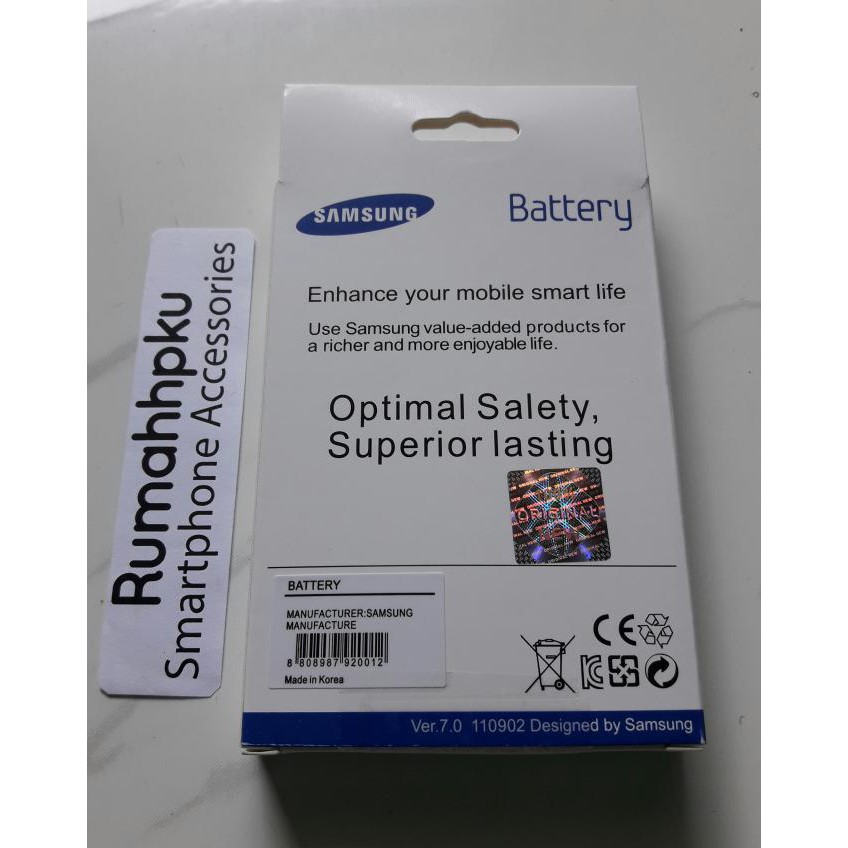 Rumahhpku
Smartphone Accessories
SAMSUNG
Battery
Enhance your mobile smart life
Use Samsung value-added products for
a richer and more enjoyable life.
Optimal Salety,
Superior lasting
ORIGINAL
BATTERY
MANUFACTURER:SAMSUNG
MANUFACTURE
8 808987 920012
Made in Korea
CE
Ver.7.0 110902 Designed by Samsung